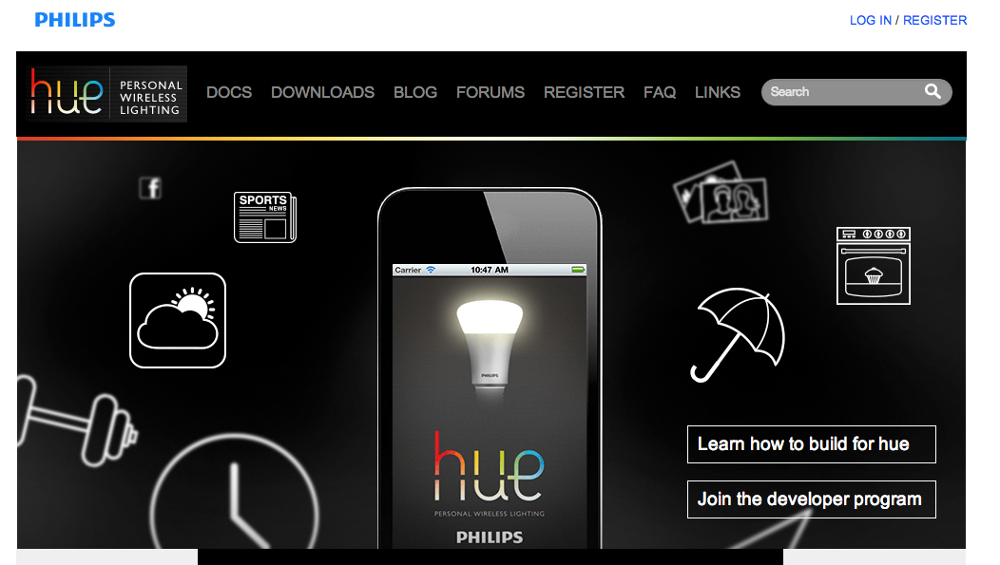 PHILIPS
LOG IN / REGISTER
hue
PERSONAL
WIRELESS
LIGHTING
DOCS DOWNLOADS BLOG FORUMS REGISTER FAQ LINKS
Search
f
SPORTS
NEWS
Carrier 10:47 AM
PHILIPS
hue
PERSONAL WIRELESS LIGHTING
PHILIPS
Learn how to build for hue
Join the developer program